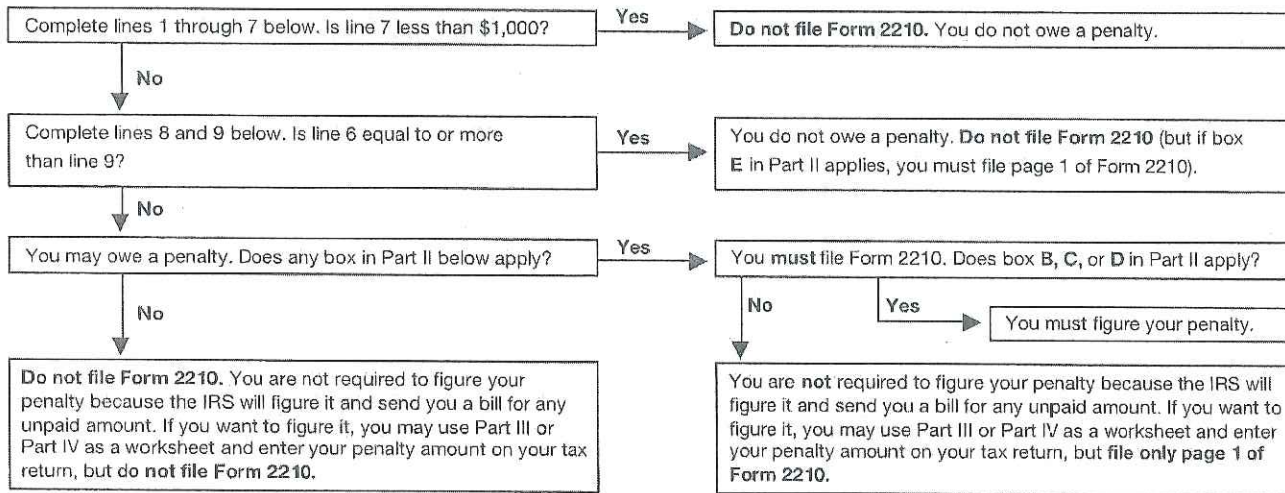 Complete lines 1 through 7 below. Is line 7 less than $1,000?
Yes
Do not file Form 2210. You do not owe a penalty.
No
Complete lines 8 and 9 below. Is line 6 equal to or more
than line 9?
Yes
You do not owe a penalty. Do not file Form 2210 (but if box
E in Part II applies, you must file page 1 of Form 2210).
No
You may owe a penalty. Does any box in Part II below apply?
Yes
You must file Form 2210. Does box B, C, or D in Part II apply?
No
No
Yes
You must figure your penalty.
Do not file Form 2210. You are not required to figure your
penalty because the IRS will figure it and send you a bill for any
unpaid amount. If you want to figure it, you may use Part III or
Part IV as a worksheet and enter your penalty amount on your tax
return, but do not file Form 2210.
You are not required to figure your penalty because the IRS will
figure it and send you a bill for any unpaid amount. If you want to
figure it, you may use Part III or Part IV as a worksheet and enter
your penalty amount on your tax return, but file only page 1 of
Form 2210.